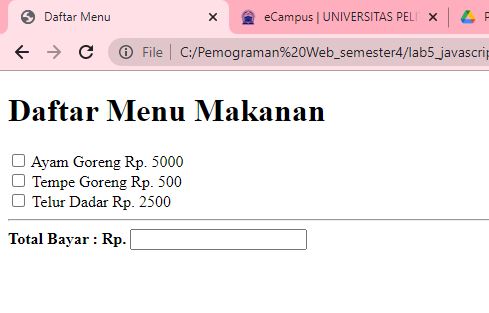 Daftar Menu
eCampus | UNIVERSITAS PELI
File
C:/Pemograman%20Web_semester4/lab5_javascrip
Daftar Menu Makanan
Ayam Goreng Rp. 5000
Tempe Goreng Rp. 500
Telur Dadar Rp. 2500
Total Bayar : Rp.